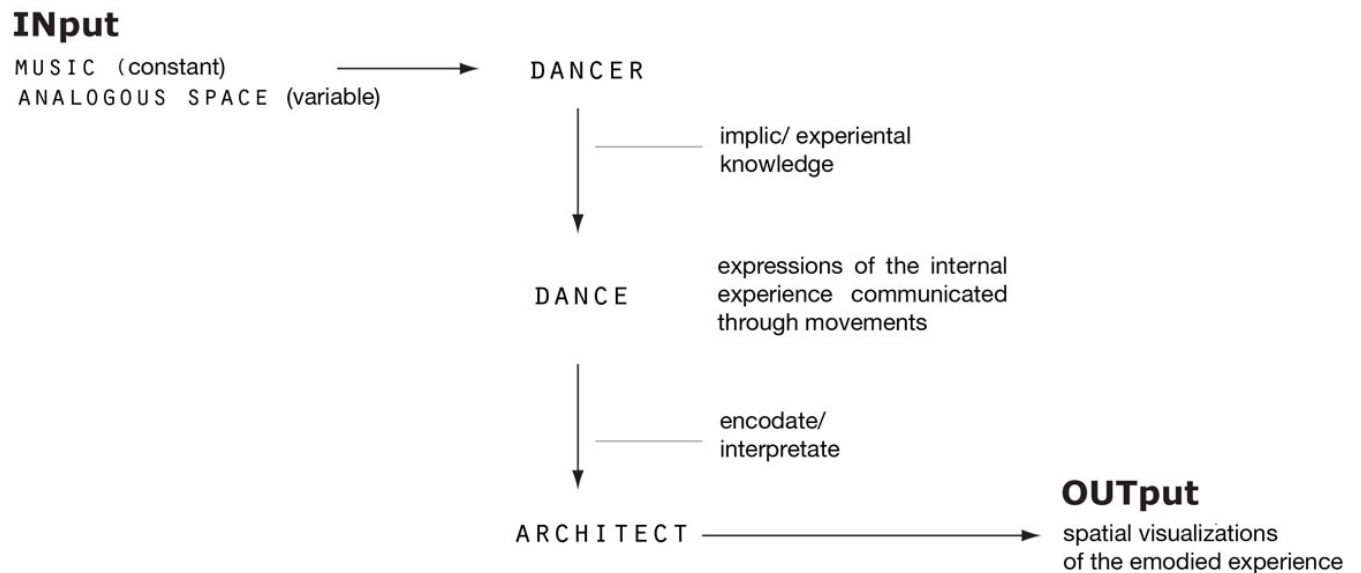 INput
MUSIC (constant)
ANALOGOUS SPACE (variable)
DANCER
implic/ experiental
knowledge
DANCE
expressions of the internal
experience communicated
through movements
encodate/
interpretate
ARCHITECT
OUTput
spatial visualizations
of the emodied experience